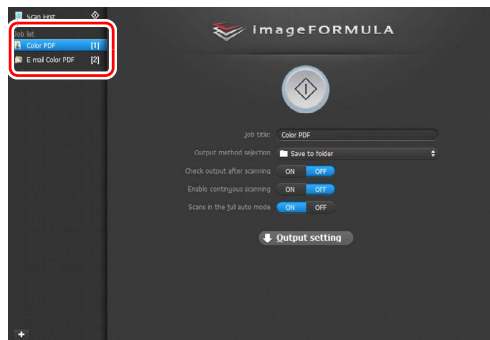 Scan First
Job list
Color PDF [1]
E-mail Color PDF [2]
imageFORMULA
Job title: Color PDF
Output method selection Save to folder
Check output after scanning ON OFF
Enable continuous scanning ON OFF
Scans in the full auto mode ON OFF
Output setting
+